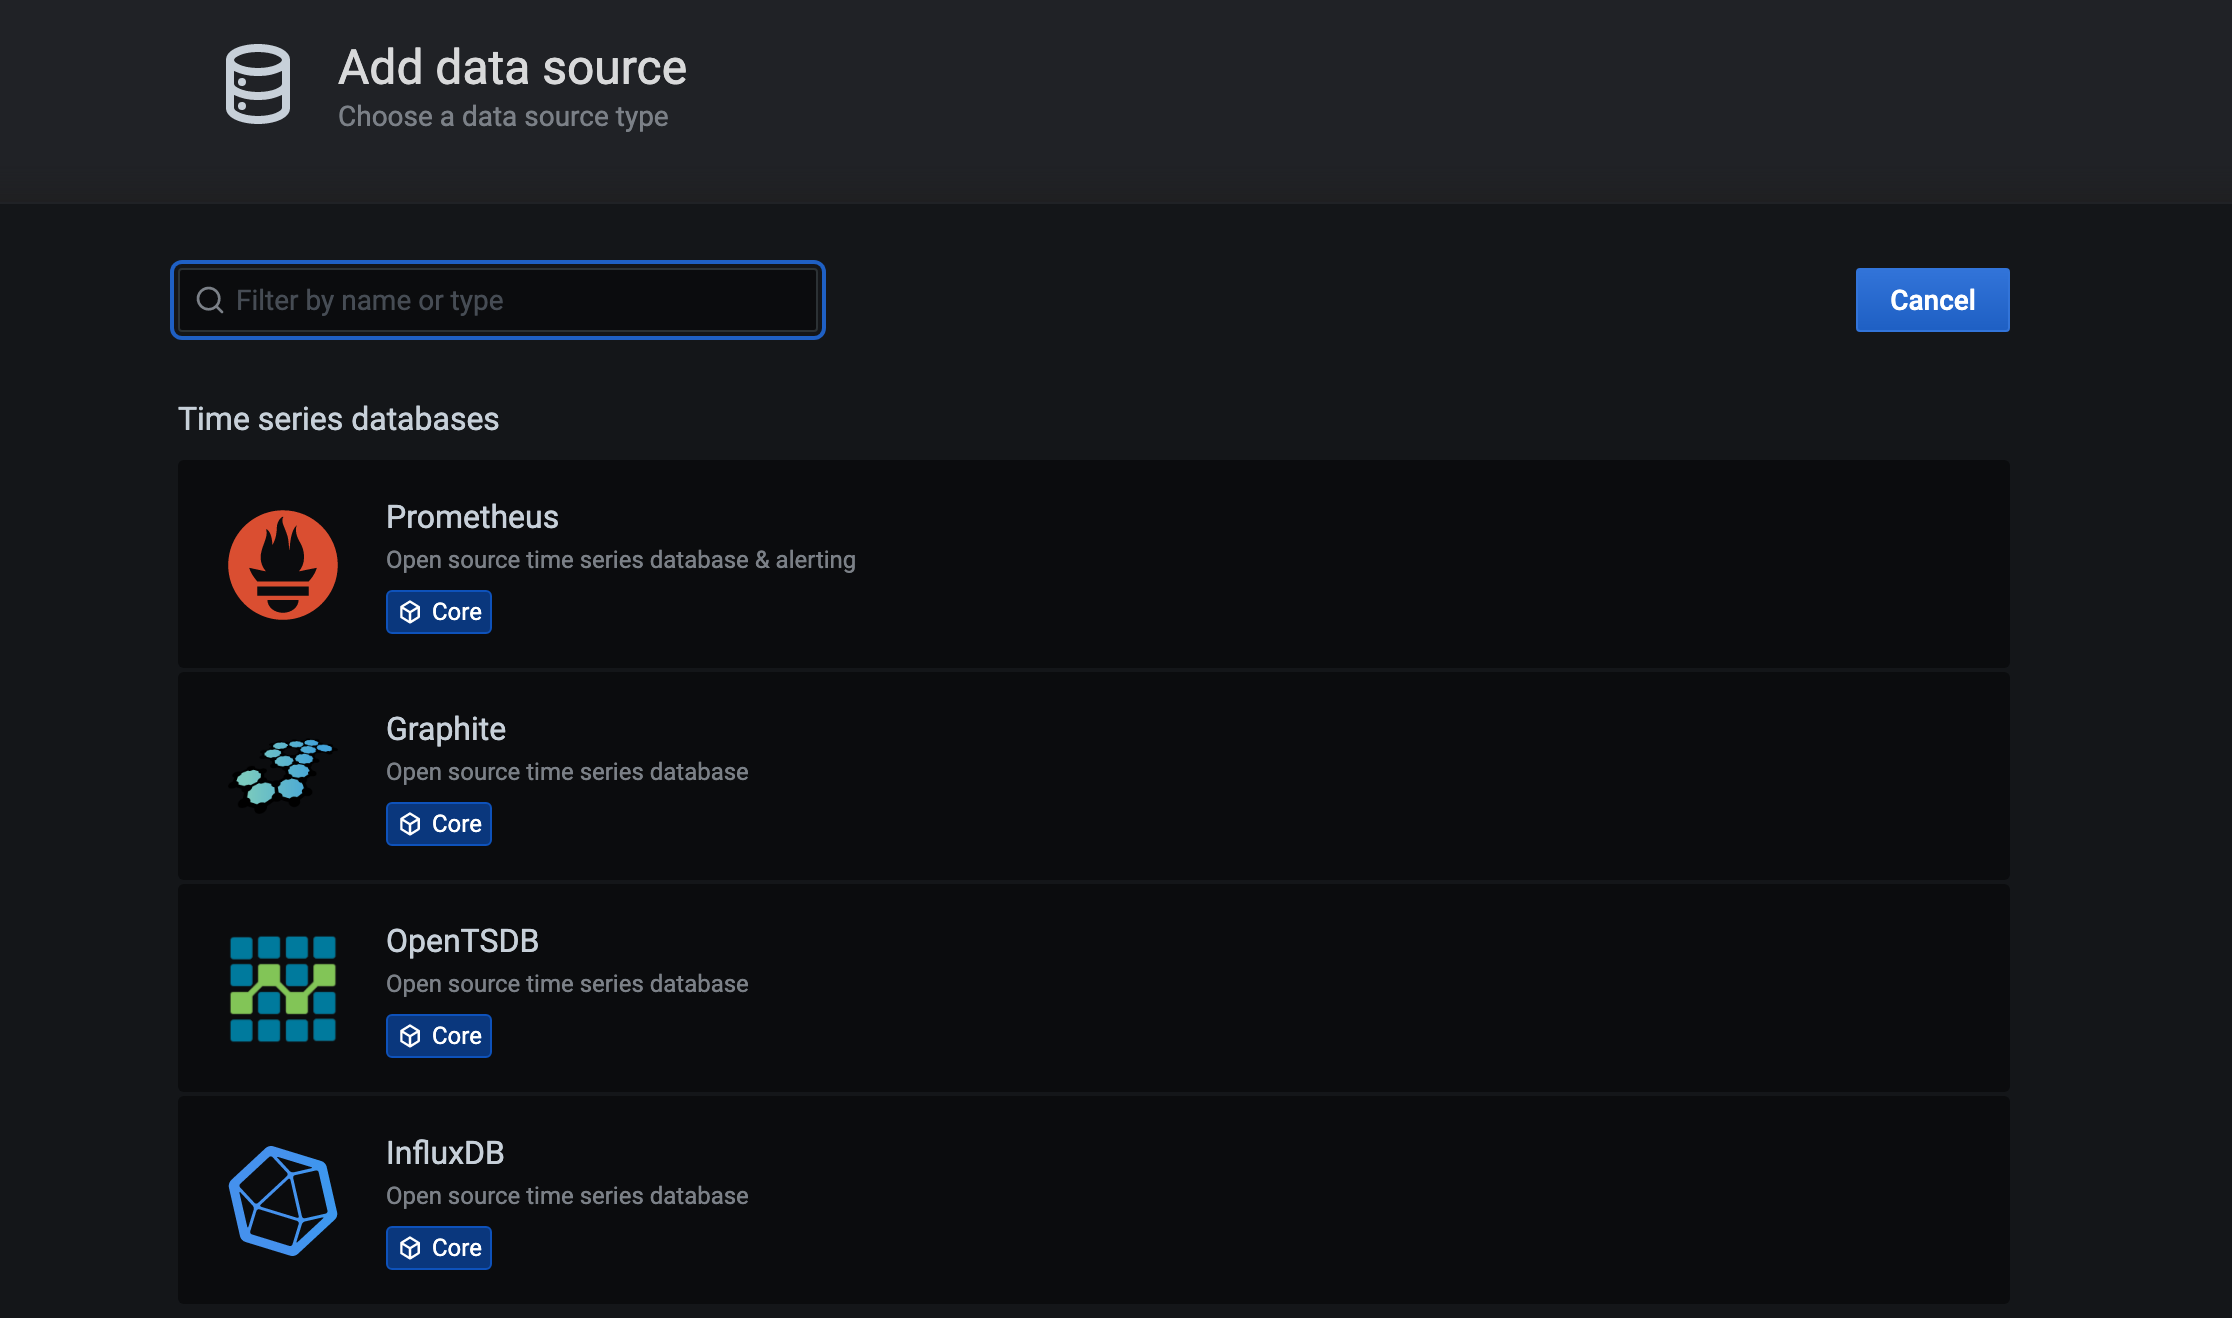 Add data source
Choose a data source type
Filter by name or type
Cancel
Time series databases
Prometheus
Open source time series database & alerting
Core
Graphite
Open source time series database
Core
OpenTSDB
Open source time series database
Core
InfluxDB
Open source time series database
Core